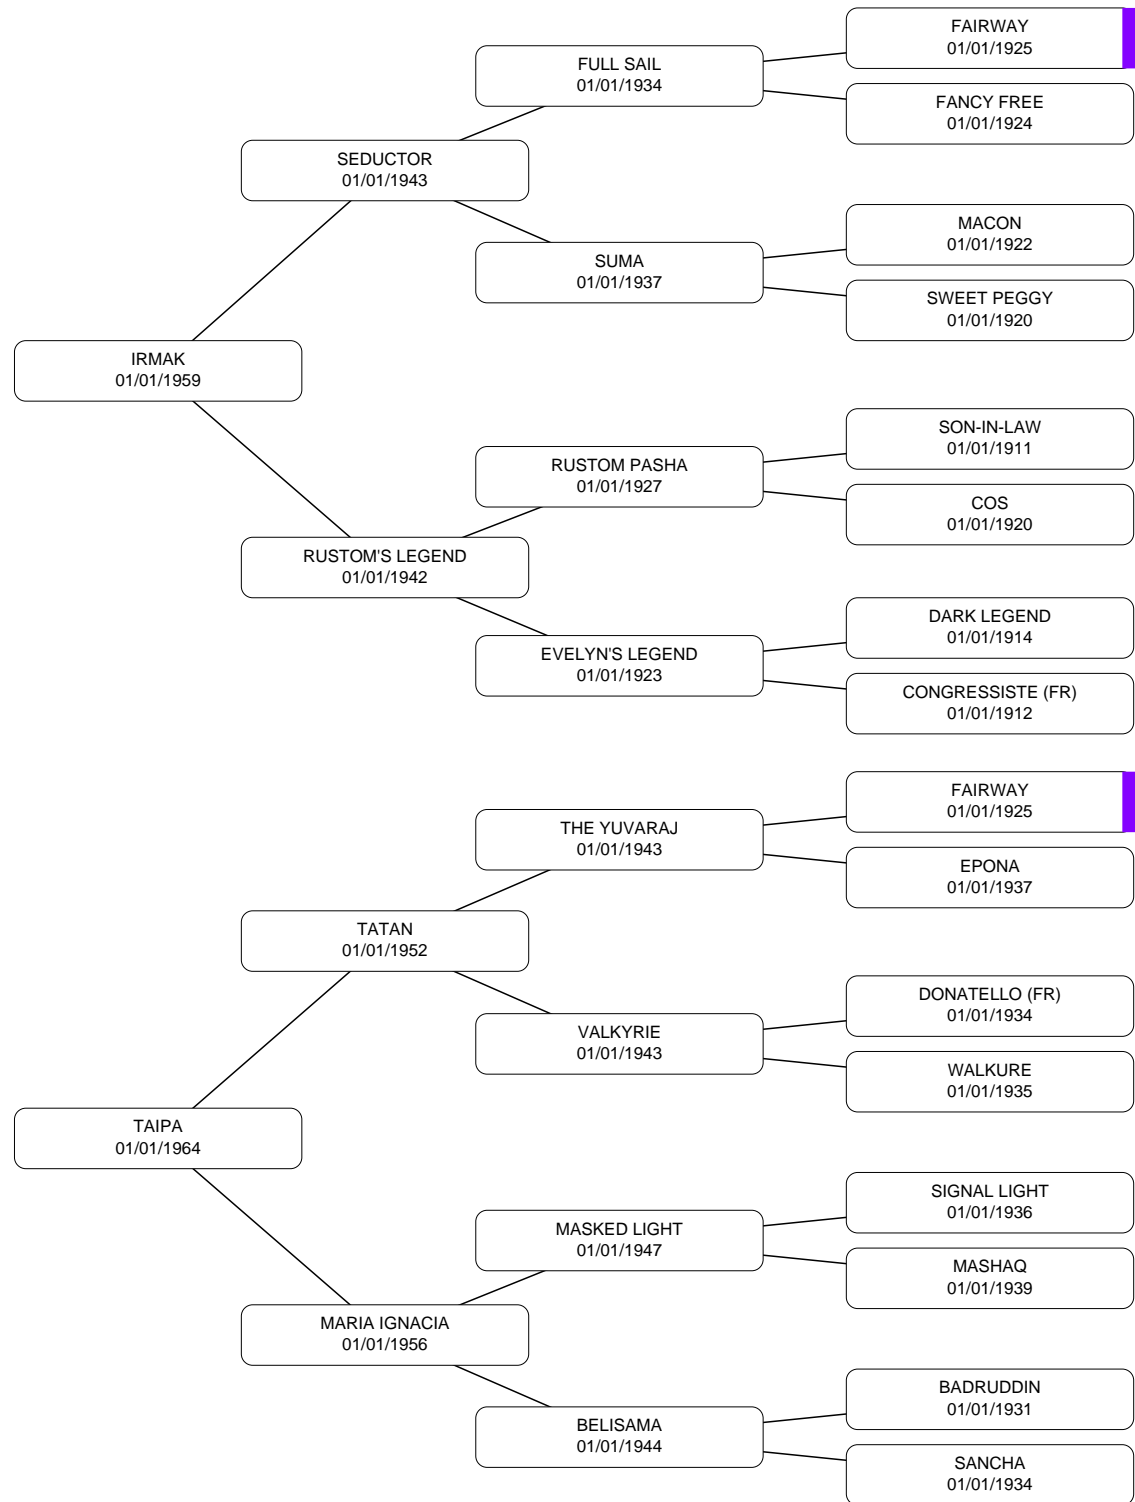 FAIRWAY
01/01/1925
FULL SAIL
01/01/1934
FANCY FREE
01/01/1924
SEDUCTOR
01/01/1943
MACON
01/01/1922
SUMA
01/01/1937
SWEET PEGGY
01/01/1920
IRMAK
01/01/1959
SON-IN-LAW
01/01/1911
RUSTOM PASHA
01/01/1927
COS
01/01/1920
RUSTOM'S LEGEND
01/01/1942
DARK LEGEND
01/01/1914
EVELYN'S LEGEND
01/01/1923
CONGRESSISTE (FR)
01/01/1912
FAIRWAY
01/01/1925
THE YUVARAJ
01/01/1943
EPONA
01/01/1937
TATAN
01/01/1952
DONATELLO (FR)
01/01/1934
VALKYRIE
01/01/1943
WALKURE
01/01/1935
TAIPA
01/01/1964
SIGNAL LIGHT
01/01/1936
MASKED LIGHT
01/01/1947
MASHAQ
01/01/1939
MARIA IGNACIA
01/01/1956
BADRUDDIN
01/01/1931
BELISAMA
01/01/1944
SANCHA
01/01/1934